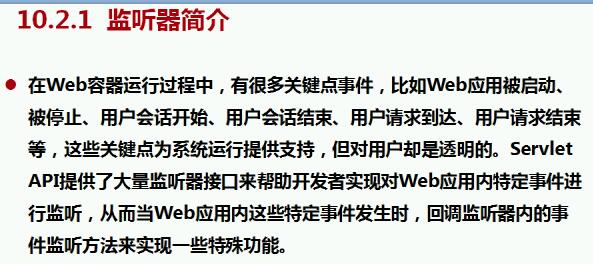 10.2.1 监听器简介
在Web容器运行过程中，有很多关键点事件，比如Web应用被启动、
被停止、用户会话开始、用户会话结束、用户请求到达、用户请求结束
等，这些关键点为系统运行提供支持，但对用户却是透明的。Servlet
API提供了大量监听器接口来帮助开发者实现对Web应用内特定事件进
行监听，从而当Web应用内这些特定事件发生时，回调监听器内的事
件监听方法来实现一些特殊功能。